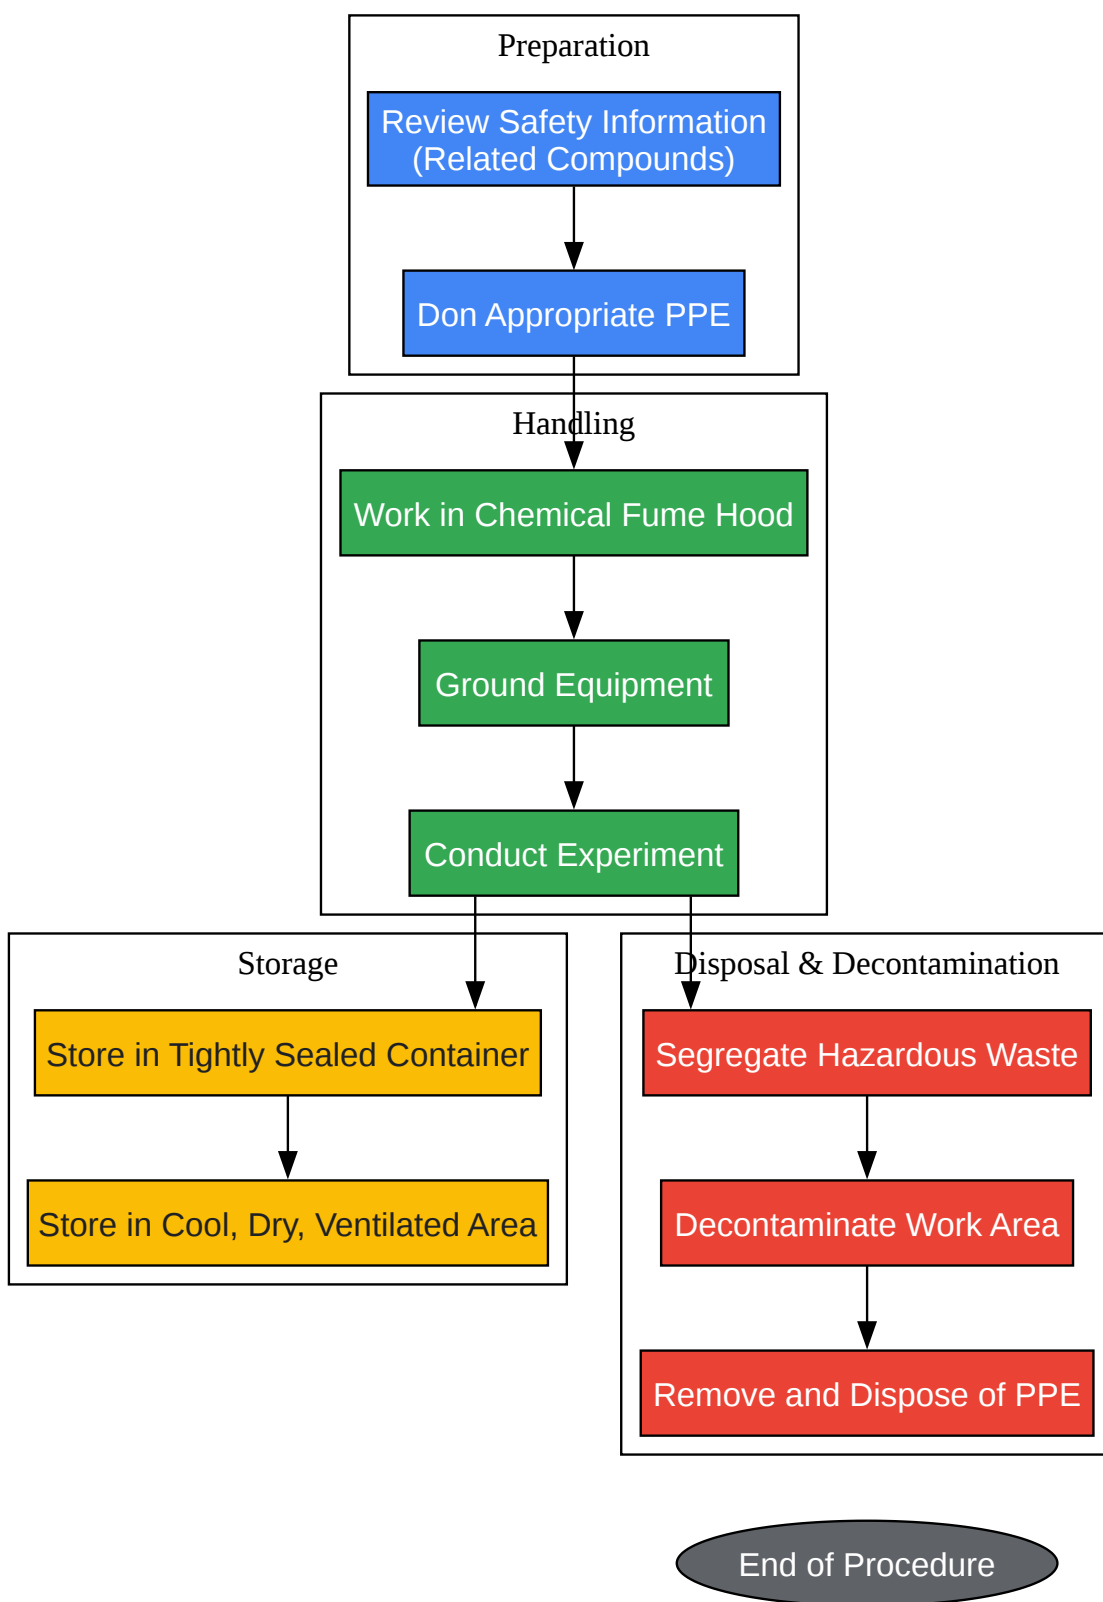 Preparation
Review Safety Information
(Related Compounds)
Don Appropriate PPE
Handling
Work in Chemical Fume Hood
Ground Equipment
Conduct Experiment
Storage
Store in Tightly Sealed Container
Store in Cool, Dry, Ventilated Area
Disposal & Decontamination
Segregate Hazardous Waste
Decontaminate Work Area
Remove and Dispose of PPE
End of Procedure